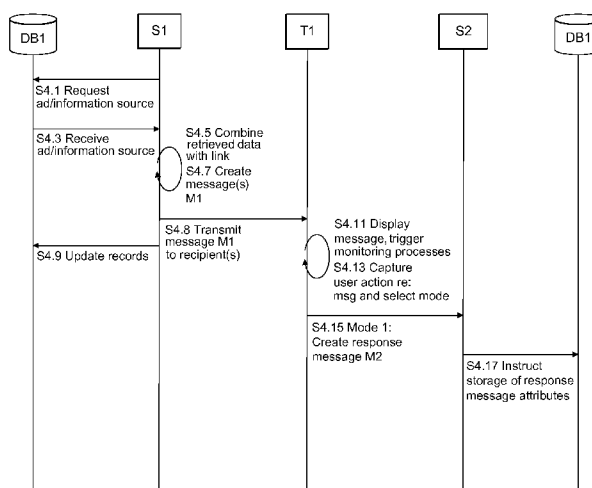 DB1
S1
T1
S2
DB1
S4.1 Request
ad/information source
S4.3 Receive
ad/information source
S4.5 Combine
retrieved data
with link
S4.7 Create
message(s)
M1
S4.8 Transmit
message M1
to recipient(s)
S4.9 Update records
S4.11 Display
message, trigger
monitoring processes
S4.13 Capture
user action re:
msg and select mode
S4.15 Mode 1:
Create response
message M2
S4.17 Instruct
storage of response
message attributes